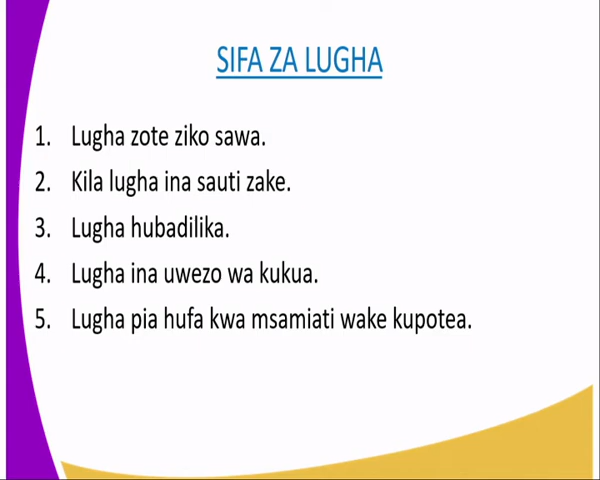 SIFA ZA LUGHA
1. Lugha zote ziko sawa.
2. Kila lugha ina sauti zake.
3. Lugha hubadilika.
4. Lugha ina uwezo wa kukua.
5. Lugha pia hufa kwa msamiati wake kupotea.